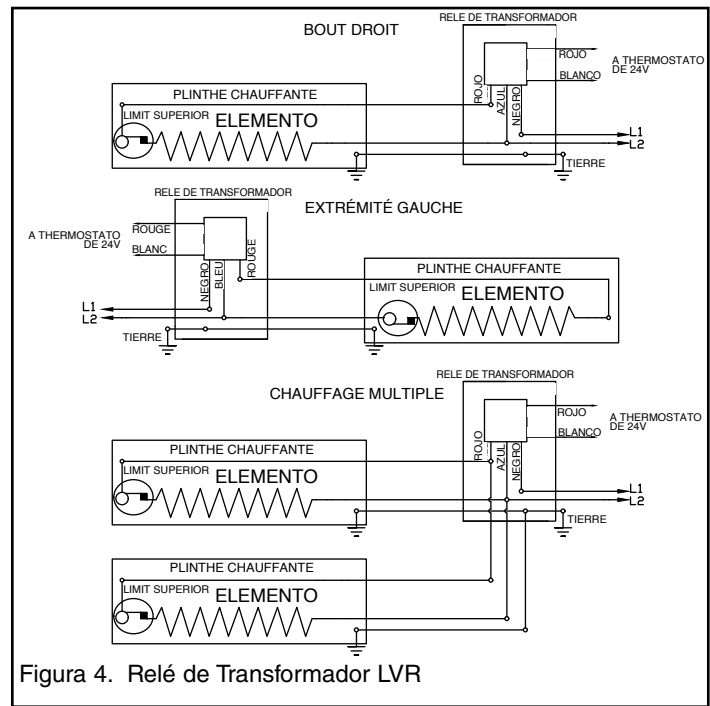 BOUT DROIT
RELE DE TRANSFORMADOR
ROJO
BLANCO
A THERMOSTATO
DE 24V
ROJO
AZUL
NEGRO
PLINTHE CHAUFFANTE
LIMIT SUPERIOR
ELEMENTO
L1
L2
TIERRE
RELE DE TRANSFORMADOR
EXTRÉMITÉ GAUCHE
A THERMOSTATO
DE 24V
ROUGE
BLANC
NEGRO
BLEU
ROUGE
PLINTHE CHAUFFANTE
LIMIT SUPERIOR
ELEMENTO
L1
L2
TIERRE
CHAUFFAGE MULTIPLE
RELE DE TRANSFORMADOR
ROJO
BLANCO
A THERMOSTATO
DE 24V
ROJO
AZUL
NEGRO
PLINTHE CHAUFFANTE
LIMIT SUPERIOR
ELEMENTO
L1
L2
TIERRE
PLINTHE CHAUFFANTE
LIMIT SUPERIOR
ELEMENTO
Figura 4. Relé de Transformador LVR